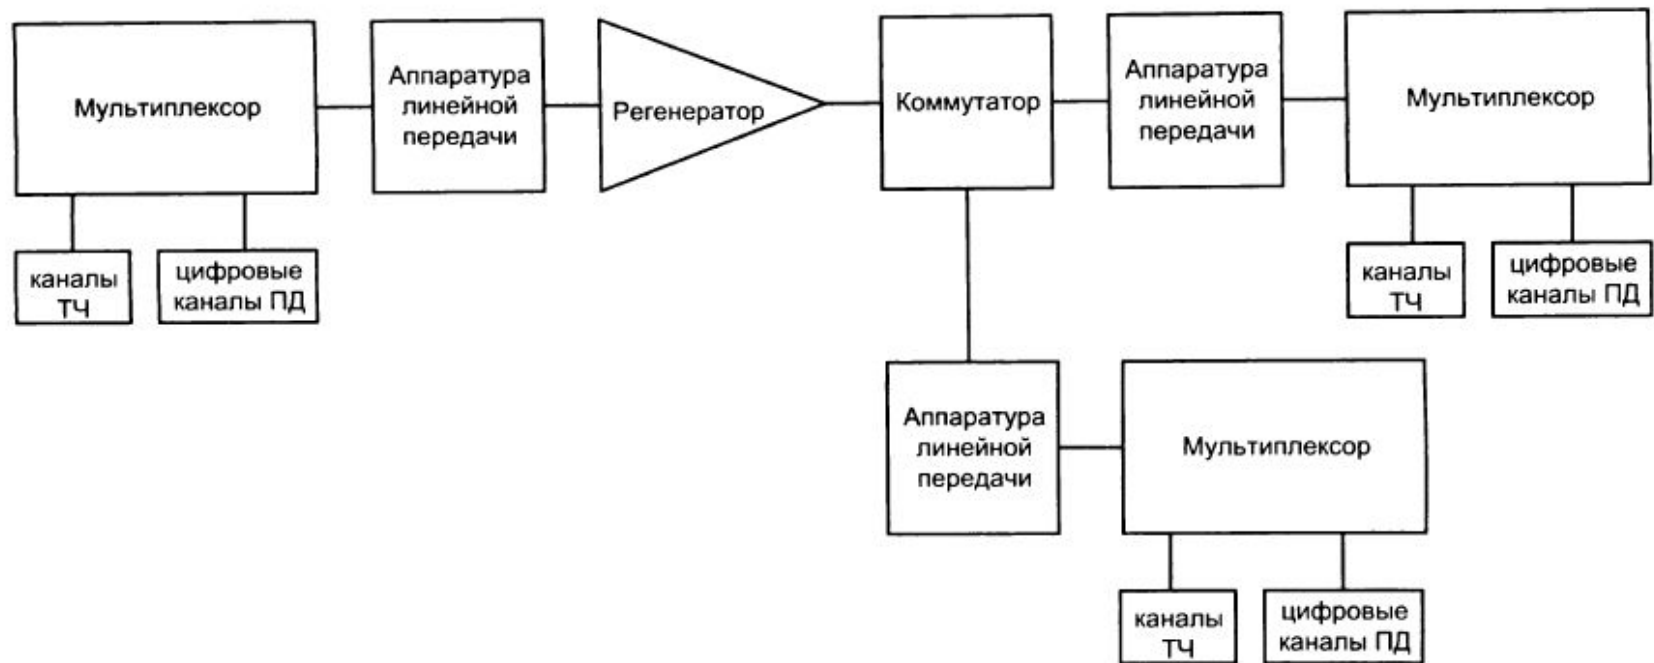 Мультиплексор
Аппаратура
линейной
передачи
Регенератор
Коммутатор
Аппаратура
линейной
передачи
Мультиплексор
каналы
ТЧ
цифровые
каналы ПД
каналы
ТЧ
цифровые
каналы ПД
Аппаратура
линейной
передачи
Мультиплексор
каналы
ТЧ
цифровые
каналы ПД